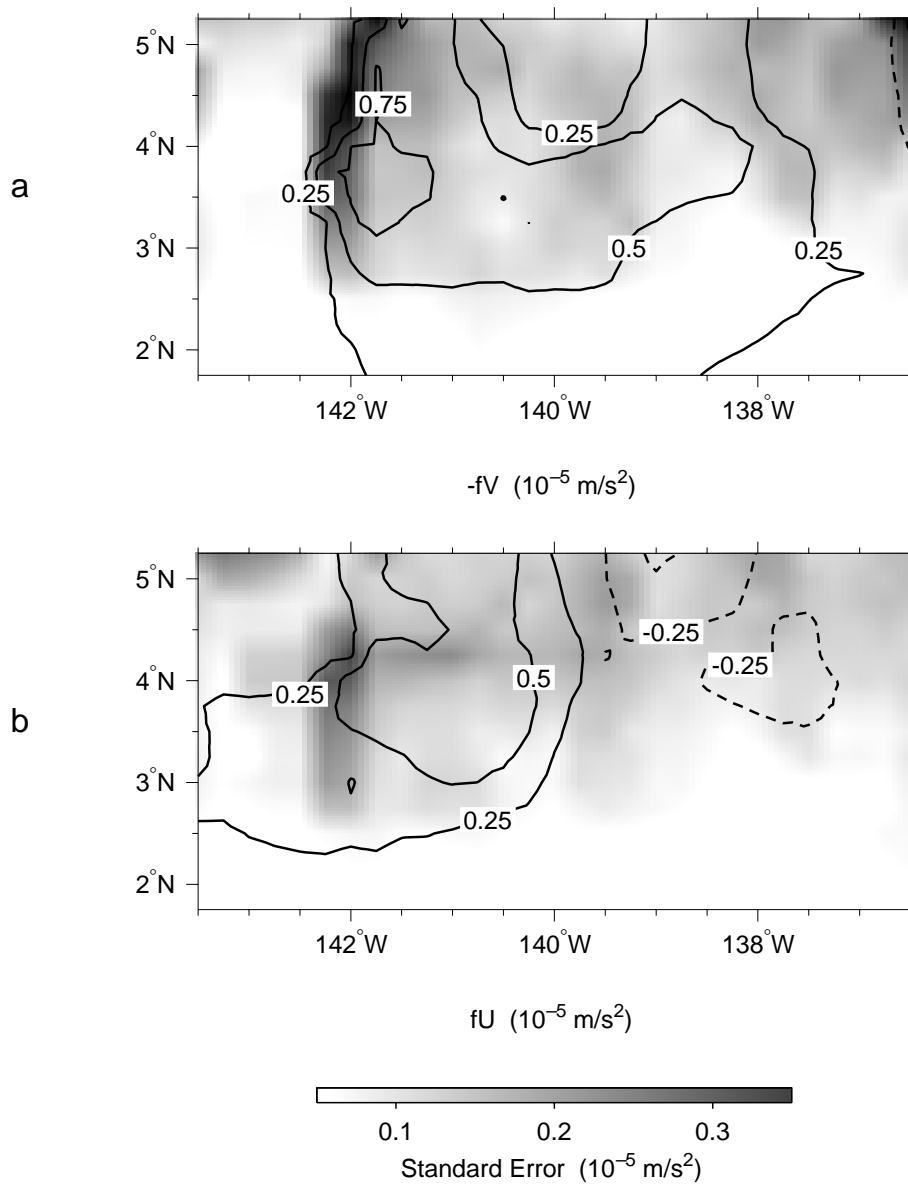 5°N
4°N
3°N
2°N
0.75
0.25
0.25
0.5
0.25
a
142°W
140°W
138°W
-fV (10⁻⁵ m/s²)
5°N
4°N
3°N
2°N
-0.25
-0.25
0.25
0.5
0.25
b
142°W
140°W
138°W
fU (10⁻⁵ m/s²)
0.1
0.2
0.3
Standard Error (10⁻⁵ m/s²)